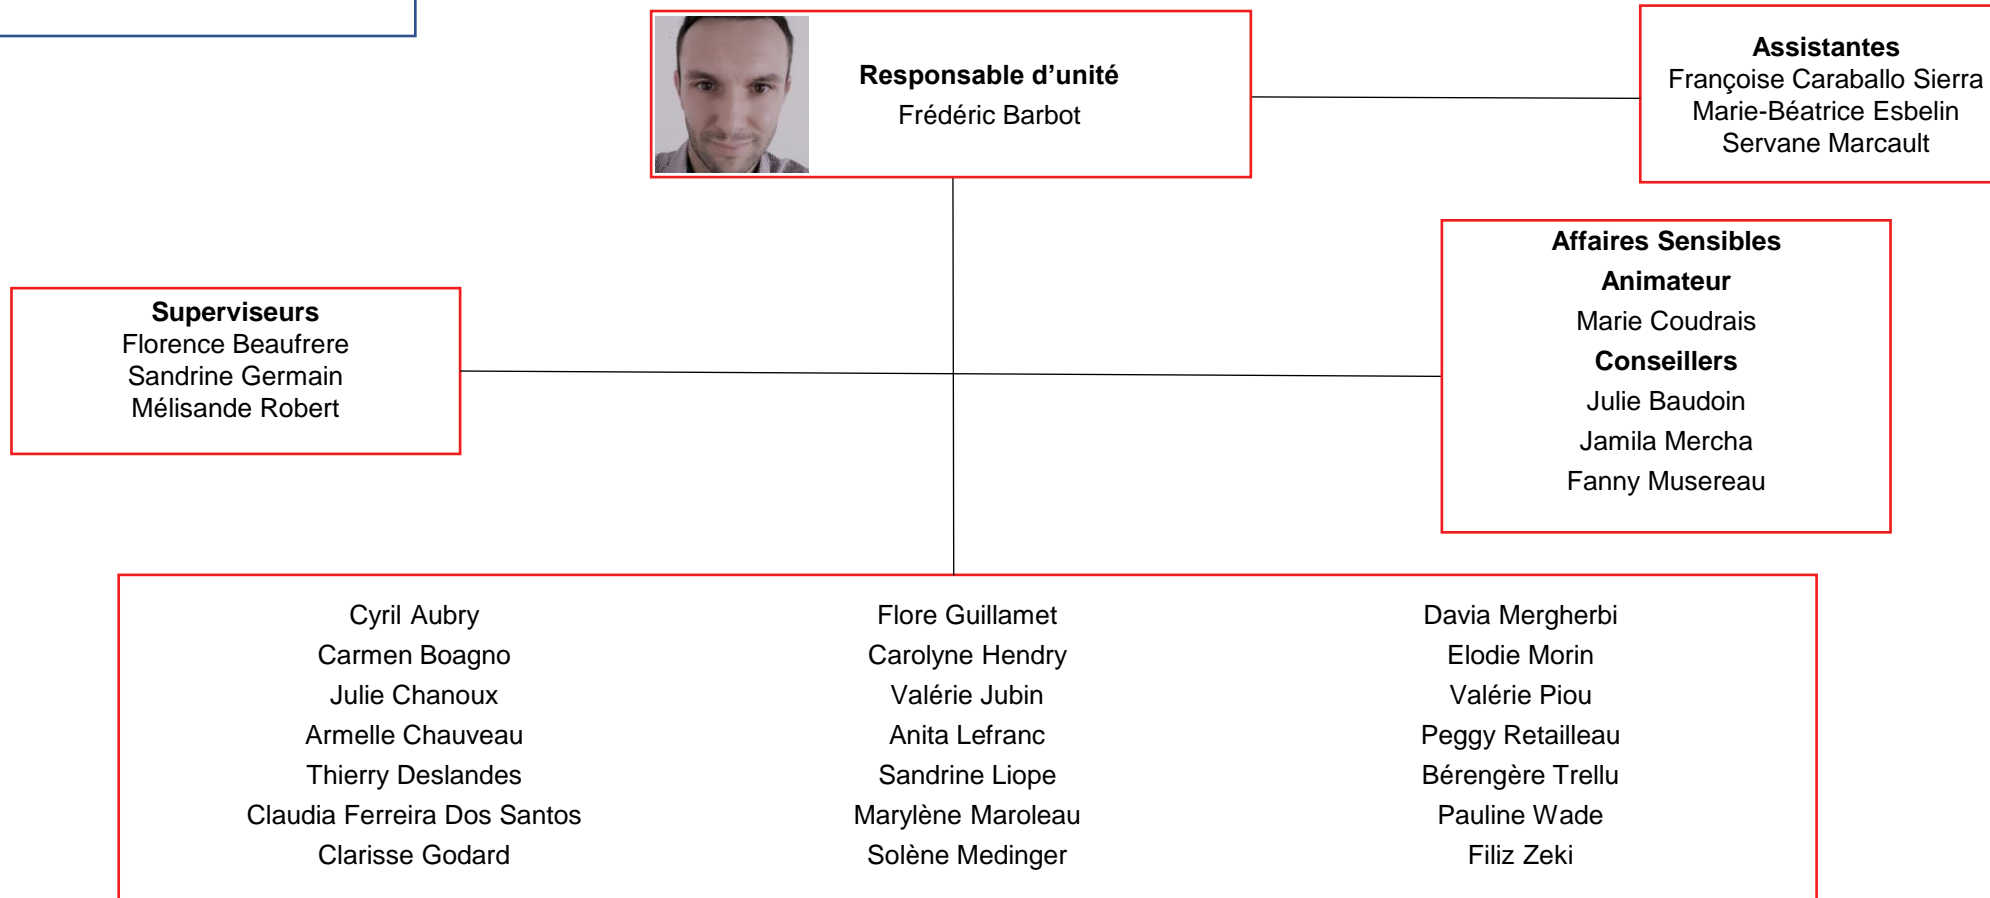 Responsable d’unité
Frédéric Barbot
Assistantes
Françoise Caraballo Sierra
Marie-Béatrice Esbelin
Servane Marcault
Superviseurs
Florence Beaufrere
Sandrine Germain
Mélisande Robert
Affaires Sensibles
Animateur
Marie Coudrais
Conseillers
Julie Baudoin
Jamila Mercha
Fanny Musereau
Cyril Aubry
Carmen Boagno
Julie Chanoux
Armelle Chauveau
Thierry Deslandes
Claudia Ferreira Dos Santos
Clarisse Godard
Flore Guillamet
Carolyne Hendry
Valérie Jubin
Anita Lefranc
Sandrine Liope
Marylène Maroleau
Solène Medinger
Davia Mergherbi
Elodie Morin
Valérie Piou
Peggy Retailleau
Bérengère Trellu
Pauline Wade
Filiz Zeki